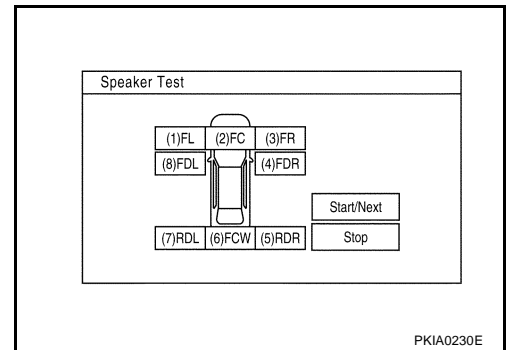 Speaker Test
(1)FL (2)FC (3)FR
(8)FDL (4)FDR
Start/Next
(7)RDL (6)FCW (5)RDR Stop
PKIA0230E